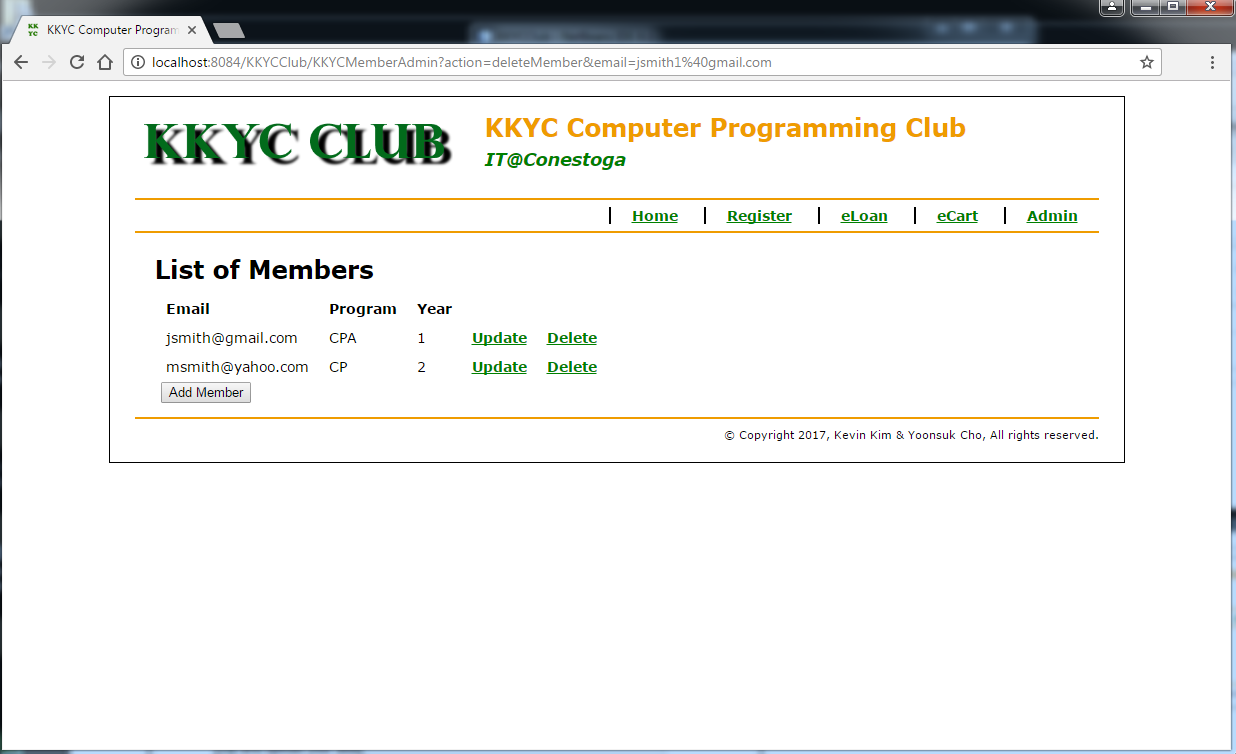 KKYC Computer Program
localhost:8084/KKYCClub/KKYCMemberAdmin?action=deleteMember&email=jsmith1%40gmail.com
KKYC CLUB
KKYC Computer Programming Club
IT@Conestoga
Home Register eLoan eCart Admin
List of Members
Email Program Year
jsmith@gmail.com CPA 1 Update Delete
msmith@yahoo.com CP 2 Update Delete
Add Member
© Copyright 2017, Kevin Kim & Yoonsuk Cho, All rights reserved.